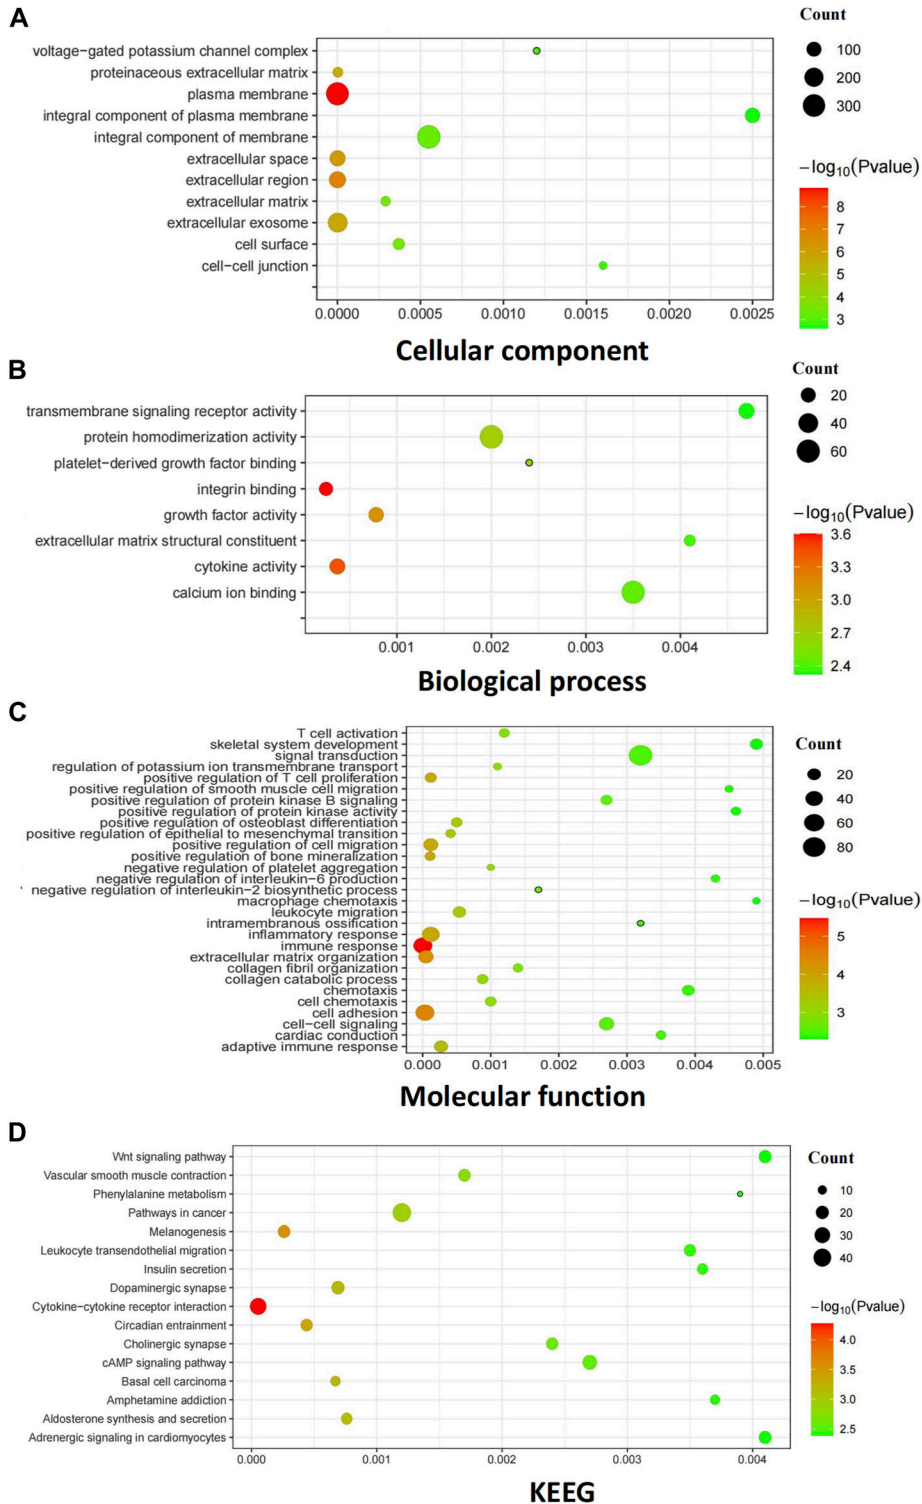 A
voltage-gated potassium channel complex
proteinaceous extracellular matrix
plasma membrane
integral component of plasma membrane
integral component of membrane
extracellular space
extracellular region
extracellular matrix
extracellular exosome
cell surface
cell-cell junction
0.0000 0.0005 0.0010 0.0015 0.0020 0.0025
Cellular component
Count
100
200
300
−log10(Pvalue)
8
7
6
5
4
3
B
transmembrane signaling receptor activity
protein homodimerization activity
platelet-derived growth factor binding
integrin binding
growth factor activity
extracellular matrix structural constituent
cytokine activity
calcium ion binding
0.001 0.002 0.003 0.004
Biological process
Count
20
40
60
−log10(Pvalue)
3.6
3.3
3.0
2.7
2.4
C
T cell activation
skeletal system development
signal transduction
regulation of potassium ion transmembrane transport
positive regulation of T cell proliferation
positive regulation of smooth muscle cell migration
positive regulation of protein kinase B signaling
positive regulation of protein kinase activity
positive regulation of osteoblast differentiation
positive regulation of epithelial to mesenchymal transition
positive regulation of cell migration
positive regulation of bone mineralization
negative regulation of platelet aggregation
negative regulation of interleukin-6 production
negative regulation of interleukin-2 biosynthetic process
macrophage chemotaxis
leukocyte migration
intramembranous ossification
inflammatory response
immune response
extracellular matrix organization
collagen fibril organization
collagen catabolic process
chemotaxis
cell chemotaxis
cell adhesion
cell-cell signaling
cardiac conduction
adaptive immune response
0.000 0.001 0.002 0.003 0.004 0.005
Molecular function
Count
20
40
60
80
−log10(Pvalue)
5
4
3
D
Wnt signaling pathway
Vascular smooth muscle contraction
Phenylalanine metabolism
Pathways in cancer
Melanogenesis
Leukocyte transendothelial migration
Insulin secretion
Dopaminergic synapse
Cytokine-cytokine receptor interaction
Circadian entrainment
Cholinergic synapse
cAMP signaling pathway
Basal cell carcinoma
Amphetamine addiction
Aldosterone synthesis and secretion
Adrenergic signaling in cardiomyocytes
0.000 0.001 0.002 0.003 0.004
KEEG
Count
10
20
30
40
−log10(Pvalue)
4.0
3.5
3.0
2.5